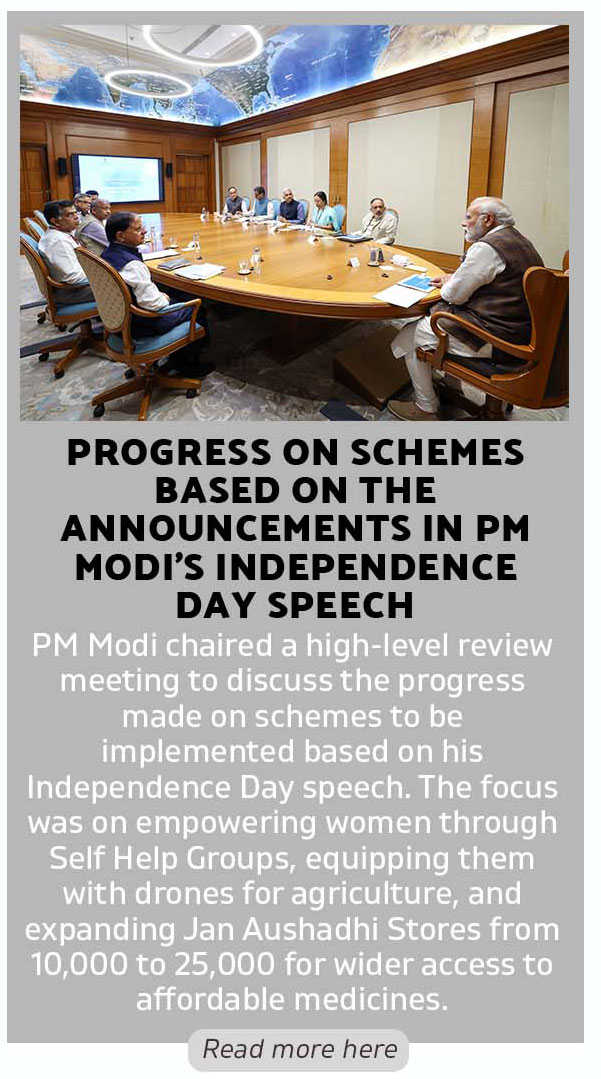 PROGRESS ON SCHEMES
BASED ON THE
ANNOUNCEMENTS IN PM
MODI’S INDEPENDENCE
DAY SPEECH
PM Modi chaired a high-level review
meeting to discuss the progress
made on schemes to be
implemented based on his
Independence Day speech. The focus
was on empowering women through
Self Help Groups, equipping them
with drones for agriculture, and
expanding Jan Aushadhi Stores from
10,000 to 25,000 for wider access to
affordable medicines.
Read more here